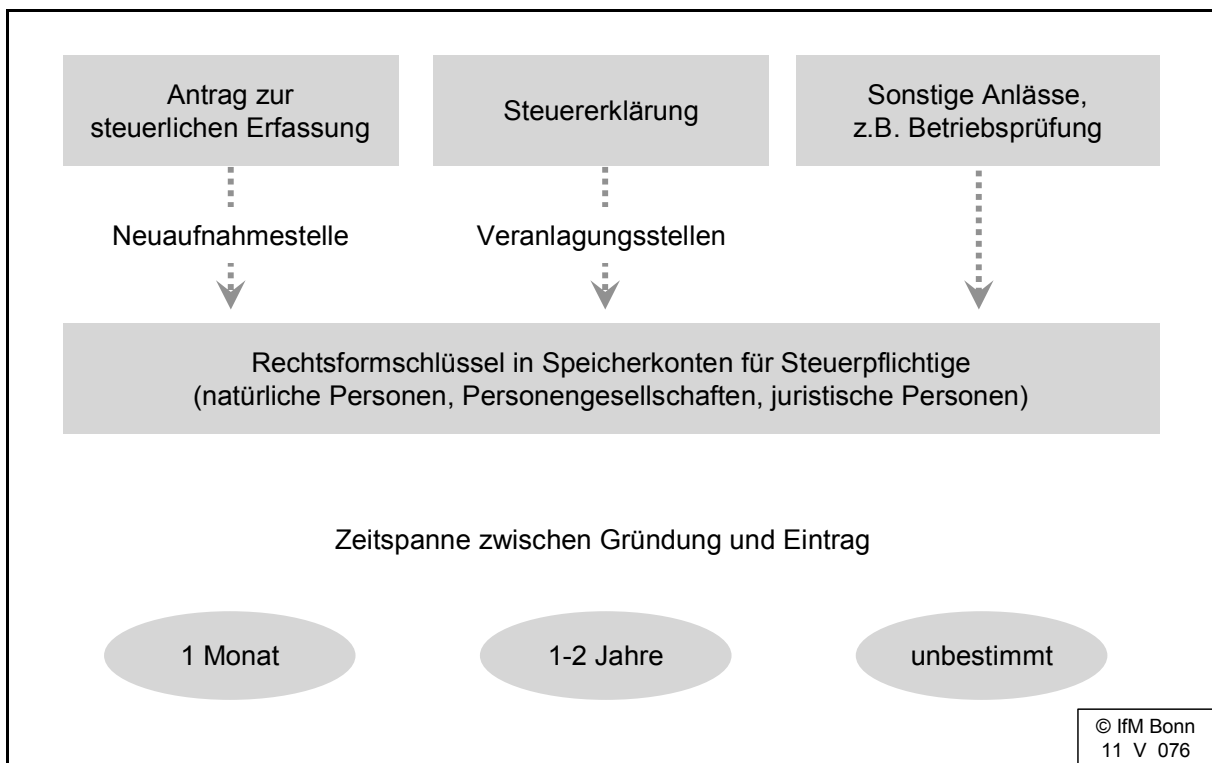 Antrag zur
steuerlichen Erfassung
Steuererklärung
Sonstige Anlässe,
z.B. Betriebsprüfung
Neuaufnahmestelle
Veranlagungsstellen
Rechtsformschlüssel in Speicherkonten für Steuerpflichtige
(natürliche Personen, Personengesellschaften, juristische Personen)
Zeitspanne zwischen Gründung und Eintrag
1 Monat
1-2 Jahre
unbestimmt
© IfM Bonn
11 V 076